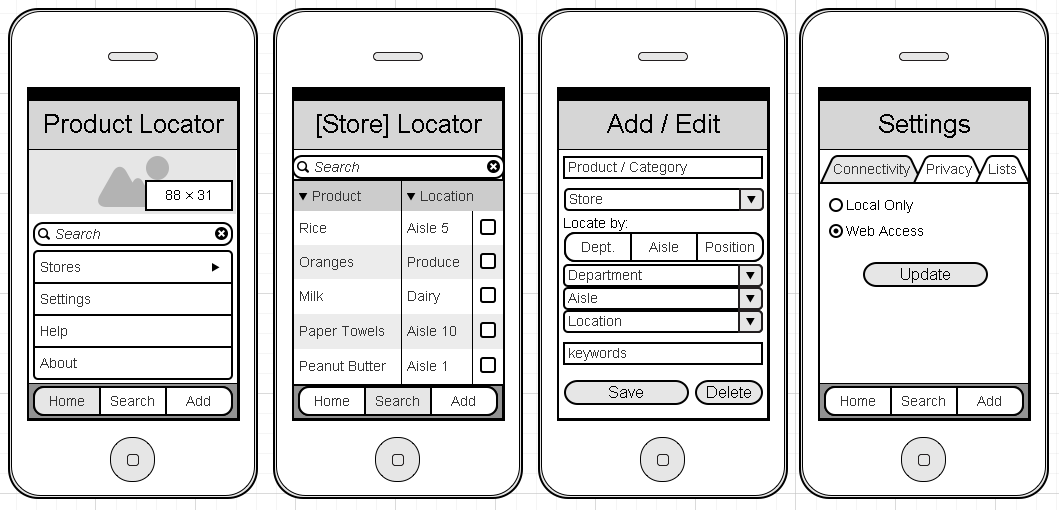 Product Locator
88 × 31
Search
Stores
Settings
Help
About
Home Search Add
[Store] Locator
Search
Product Location
Rice Aisle 5
Oranges Produce
Milk Dairy
Paper Towels Aisle 10
Peanut Butter Aisle 1
Home Search Add
Add / Edit
Product / Category
Store
Locate by:
Dept. Aisle Position
Department
Aisle
Location
keywords
Save Delete
Settings
Connectivity Privacy Lists
Local Only
Web Access
Update
Home Search Add